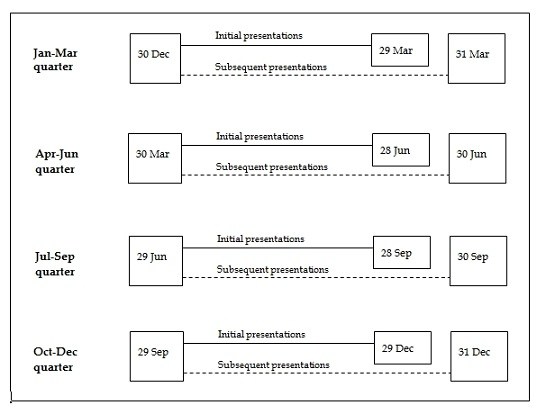 Initial presentations
Jan-Mar
quarter
30 Dec
29 Mar
31 Mar
Subsequent presentations
Initial presentations
Apr-Jun
quarter
30 Mar
28 Jun
30 Jun
Subsequent presentations
Initial presentations
Jul-Sep
quarter
29 Jun
28 Sep
30 Sep
Subsequent presentations
Initial presentations
Oct-Dec
quarter
29 Sep
29 Dec
31 Dec
Subsequent presentations